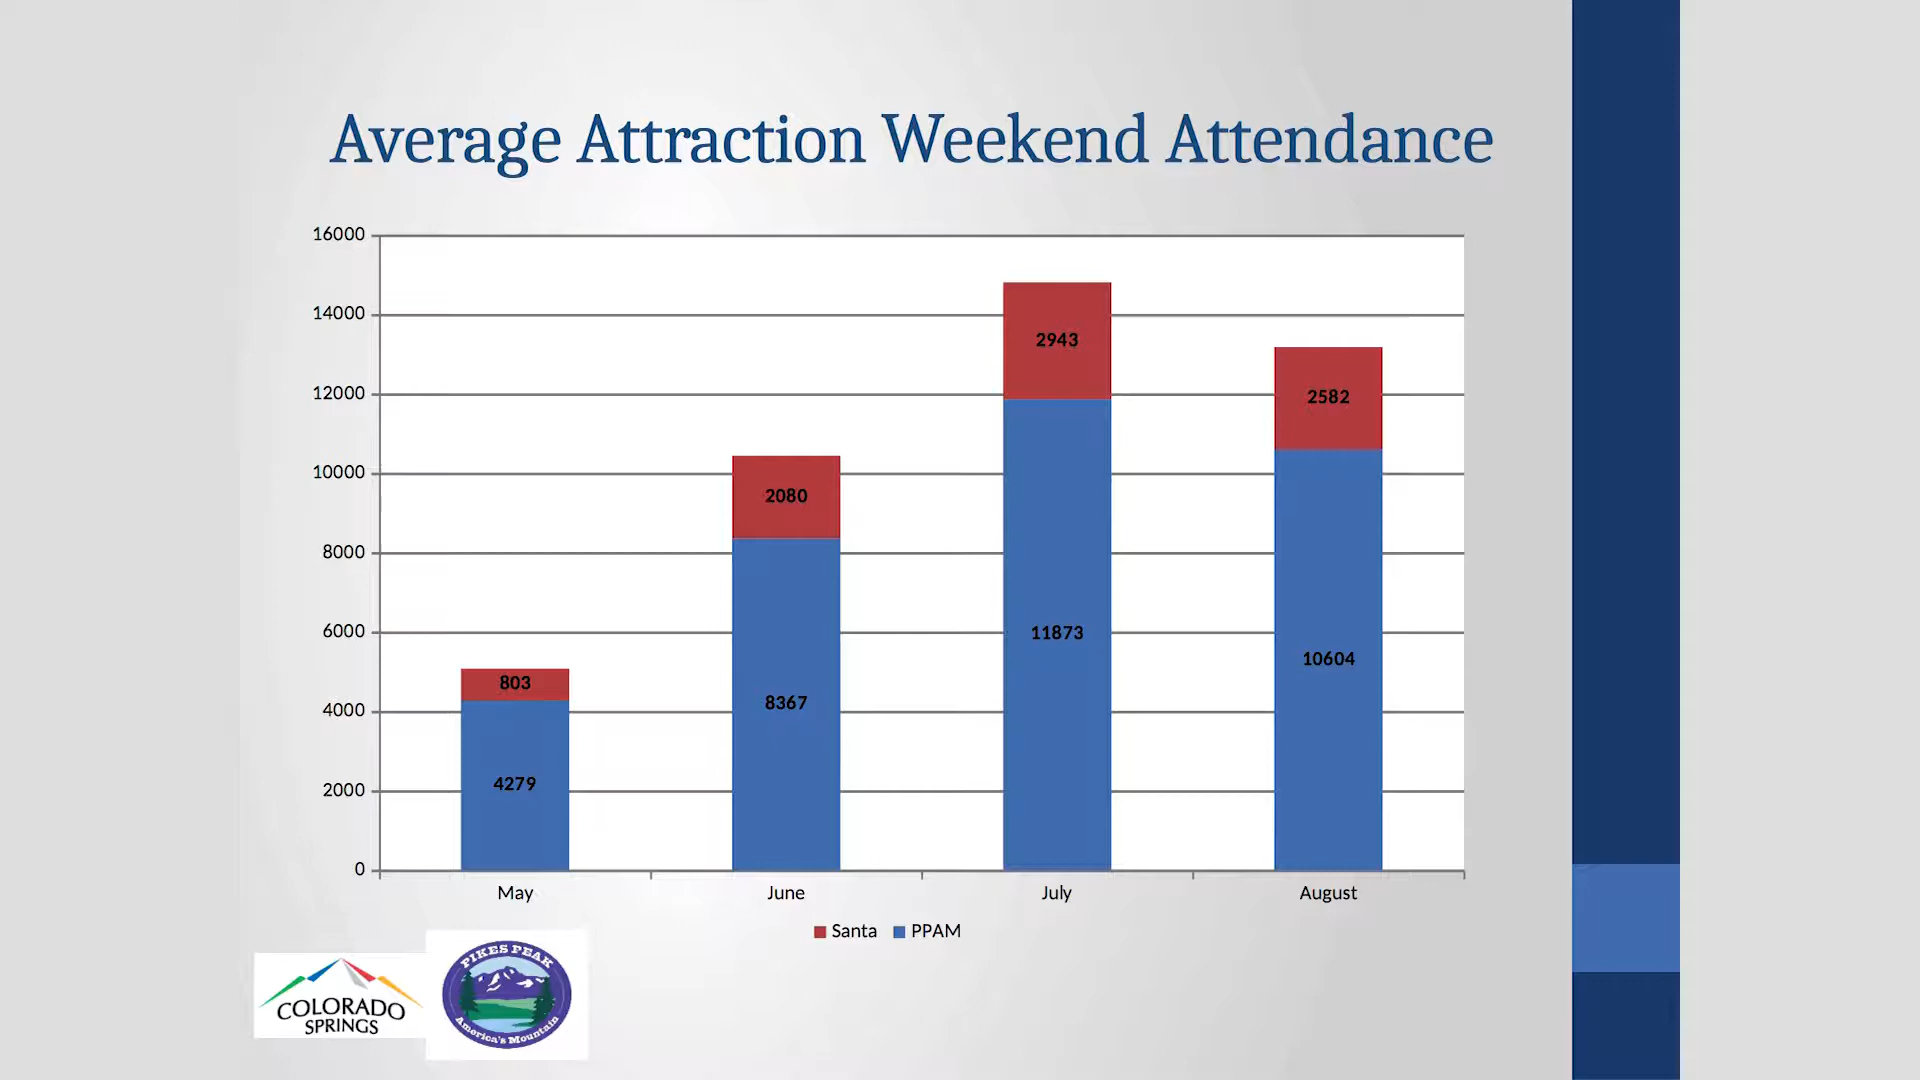 Average Attraction Weekend Attendance
16000
14000
12000
10000
8000
6000
4000
2000
0
803
4279
2080
8367
2943
11873
2582
10604
May June July August
Santa PPAM
COLORADO
SPRINGS
PIKES PEAK
America's Mountain